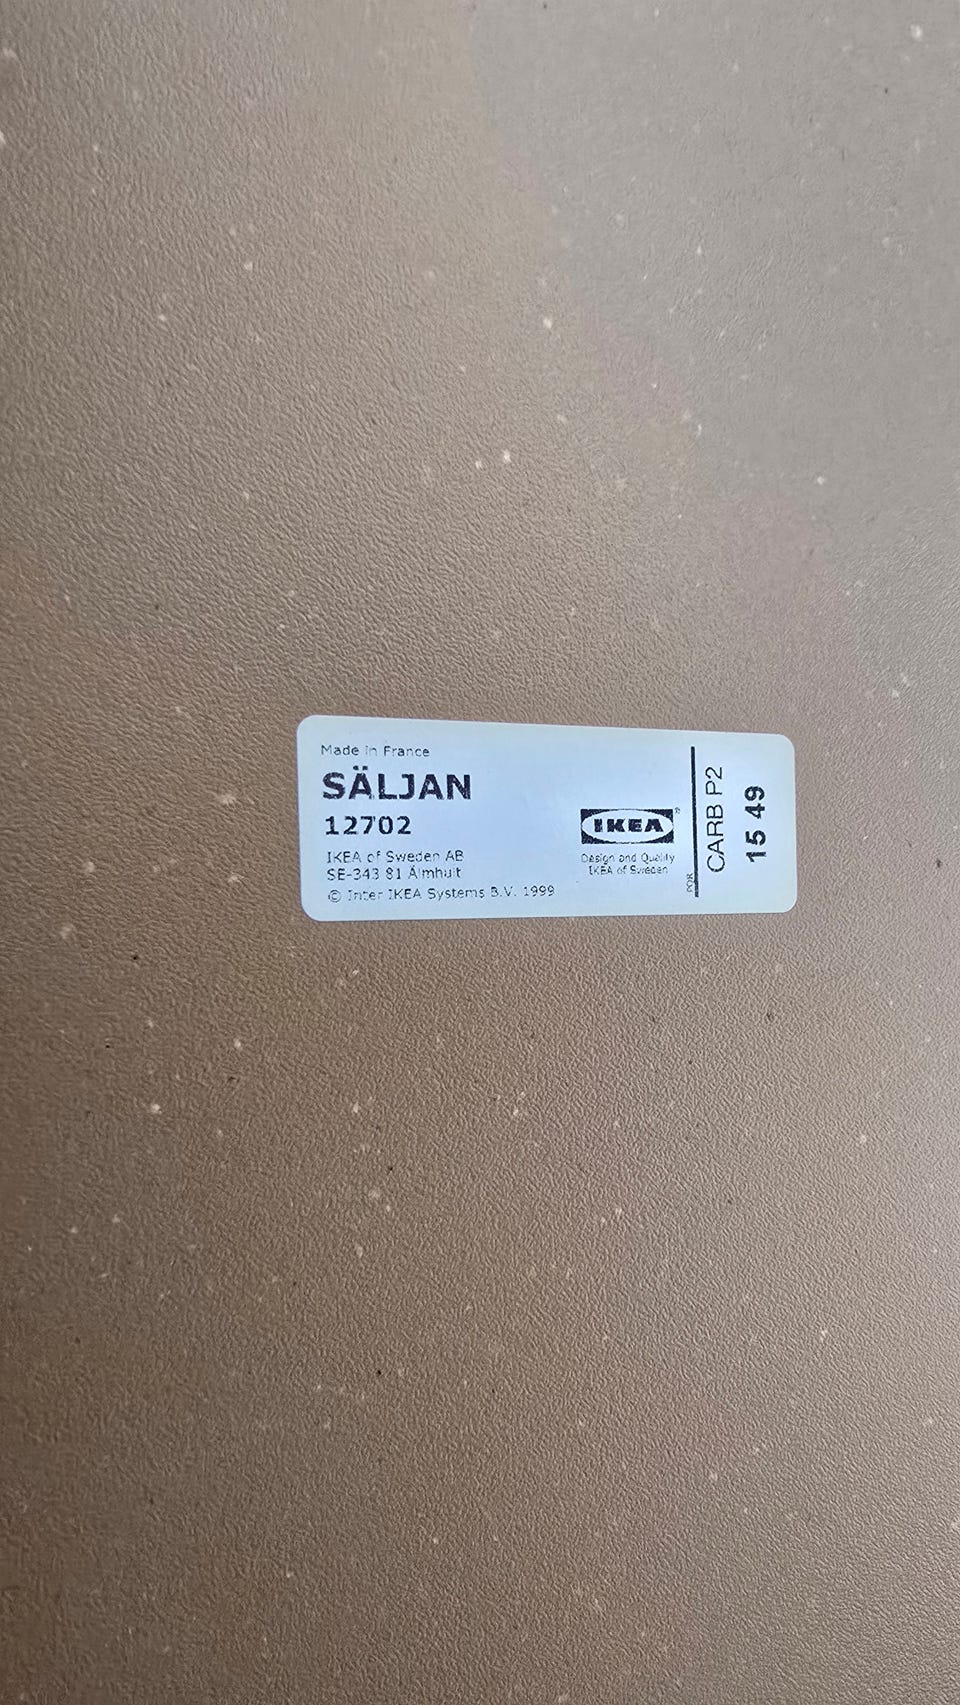 Made in France
SÄLJAN
12702
IKEA of Sweden AB
SE-343 81 Älmhult
© Inter IKEA Systems B.V. 1999
IKEA®
Design and Quality
IKEA of Sweden
PQR
CARB P2
15 49